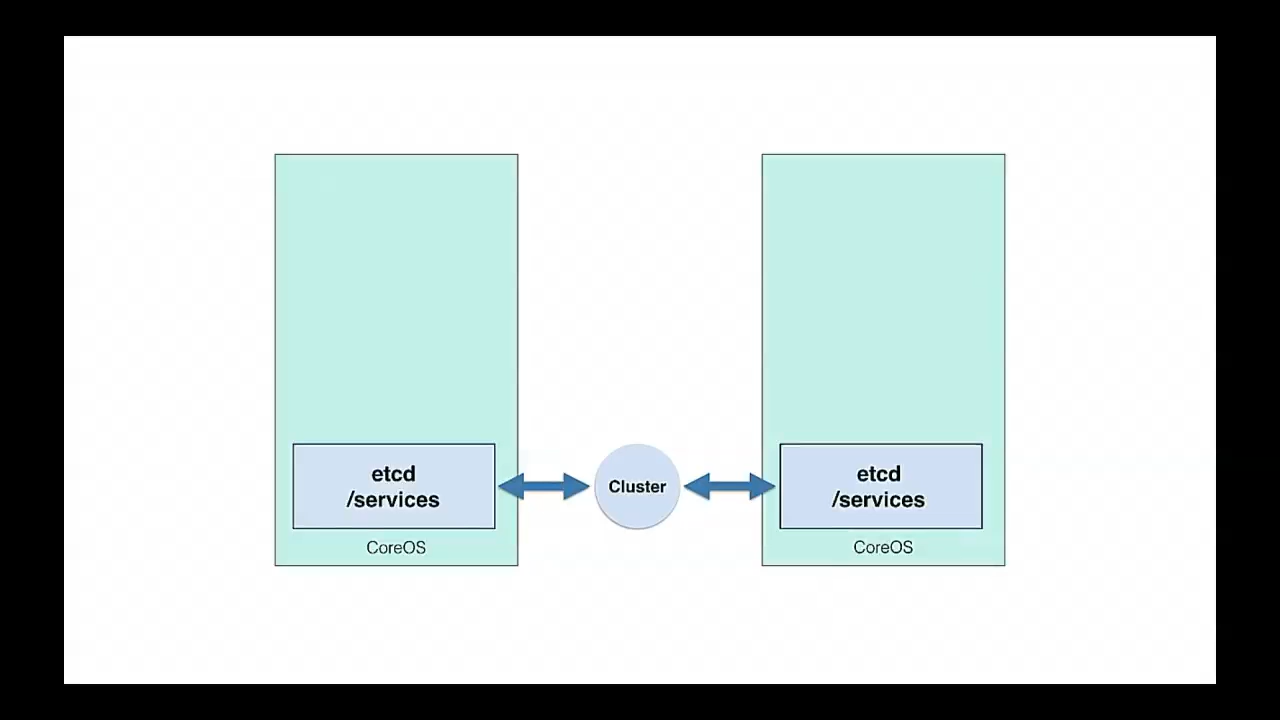 etcd
/services
CoreOS
Cluster
etcd
/services
CoreOS